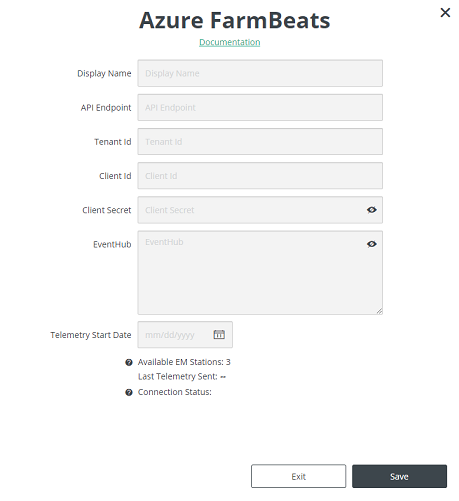 Azure FarmBeats
Documentation
Display Name Display Name
API Endpoint API Endpoint
Tenant Id Tenant Id
Client Id Client Id
Client Secret Client Secret
EventHub EventHub
Telemetry Start Date mm/dd/yyyy
Available EM Stations: 3
Last Telemetry Sent: --
Connection Status:
Exit Save